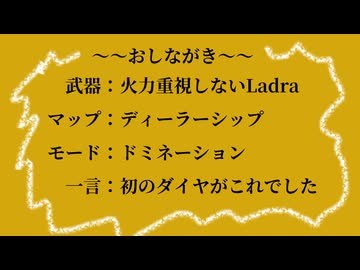 ～～おしながき～～
武器：火力重視しないLadra
マップ：ディーラーシップ
モード：ドミネーション
一言：初のダイヤがこれでした